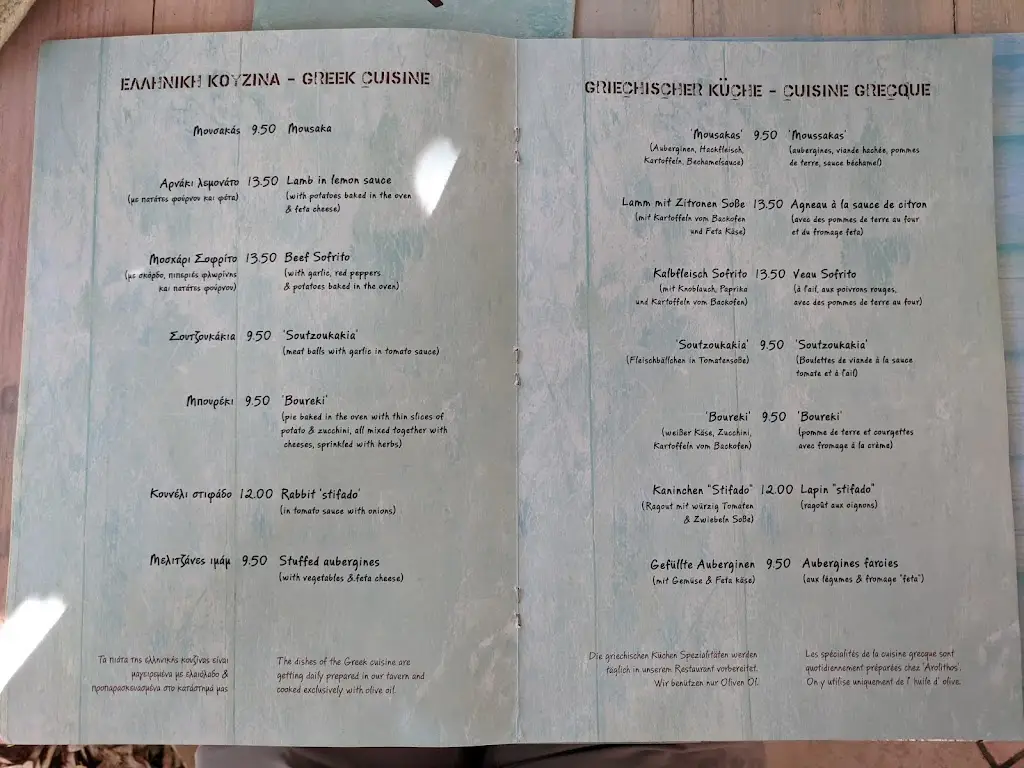 ΕΛΛΗΝΙΚΗ ΚΟΥΖΙΝΑ - GREEK CUISINE
Μουσακάς 9.50 Mousaka
Αρνάκι λεμονάτο 13.50 Lamb in lemon sauce
(με πατάτες φούρνου και φέτα) (with potatoes baked in the oven
& feta cheese)
Μοσχάρι Σοφρίτο 13.50 Beef Sofrito
(με σκόρδο, πιπεριές φλωρίνης (with garlic, red peppers
και πατάτες φούρνου) & potatoes baked in the oven)
Σουτζουκάκια 9.50 'Soutzoukakia'
(meat balls with garlic in tomato sauce)
Μπουρέκι 9.50 'Boureki'
(pie baked in the oven with thin slices of
potato & zucchini, all mixed together with
cheeses, sprinkled with herbs)
Κουνέλι στιφάδο 12.00 Rabbit 'stifado'
(in tomato sauce with onions)
Μελιτζάνες ιμάμ 9.50 Stuffed aubergines
(with vegetables & feta cheese)
Τα πιάτα της ελληνικής κουζίνας είναι
μαγειρεμένα με ελαιόλαδο &
προπαρασκευασμένα στο κατάστημά μας
The dishes of the Greek cuisine are
getting daily prepared in our tavern and
cooked exclusively with olive oil.
GRIECHISCHER KÜCHE - CUISINE GRECQUE
'Mousakas' 9.50 'Moussakas'
(Auberginen, Hackfleisch, (aubergines, viande hachée, pommes
Kartoffeln, Bechamelsauce) de terre, sauce béchamel)
Lamm mit Zitronen Soße 13.50 Agneau à la sauce de citron
(mit Kartoffeln vom Backofen (avec des pommes de terre au four
und Feta Käse) et du fromage feta)
Kalbfleisch Sofrito 13.50 Veau Sofrito
(mit Knoblauch, Paprika (à l'ail, aux poivrons rouges,
und Kartoffeln vom Backofen) avec des pommes de terre au four)
'Soutzoukakia' 9.50 'Soutzoukakia'
(Fleischbällchen in Tomatensoße) (Boulettes de viande à la sauce
tomate et à l'ail)
'Boureki' 9.50 'Boureki'
(weißer Käse, Zucchini, (pomme de terre et courgettes
Kartoffeln vom Backofen) avec fromage à la crème)
Kaninchen "Stifado" 12.00 Lapin "stifado"
(Ragout mit würzig Tomaten (ragoût aux oignons)
& Zwiebeln Soße)
Gefüllte Auberginen 9.50 Aubergines farcies
(mit Gemüse & Feta käse) (aux légumes & fromage "feta")
Die griechischen Küchen Spezialitäten werden
täglich in unserem Restaurant vorbereitet.
Wir benützen nur Oliven Öl.
Les spécialités de la cuisine grecque sont
quotidiennement préparées chez 'Arolithos'.
On y utilise uniquement de l' huile d' olive.